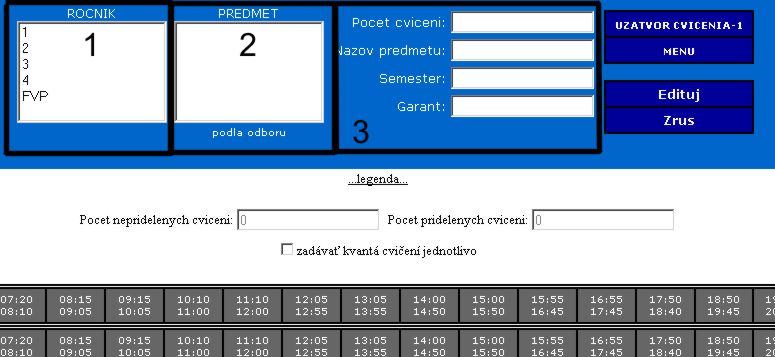 ROCNIK
1
2
3
4
FVP
1
PREDMET
2
podla odboru
Pocet cviceni:
Nazov predmetu:
Semester:
Garant:
3
UZATVOR CVICENIA-1
MENU
Edituj
Zrus
...legenda...
Pocet nepridelenych cviceni: 0 Pocet pridelenych cviceni: 0
zadávať kvantá cvičení jednotlivo
07:20 08:15 09:15 10:10 11:10 12:05 13:05 14:00 15:00 15:55 16:55 17:50 18:50 19
08:10 09:05 10:05 11:00 12:00 12:55 13:55 14:50 15:50 16:45 17:45 18:40 19:40 20
07:20 08:15 09:15 10:10 11:10 12:05 13:05 14:00 15:00 15:55 16:55 17:50 18:50 19
08:10 09:05 10:05 11:00 12:00 12:55 13:55 14:50 15:50 16:45 17:45 18:40 19:40 20